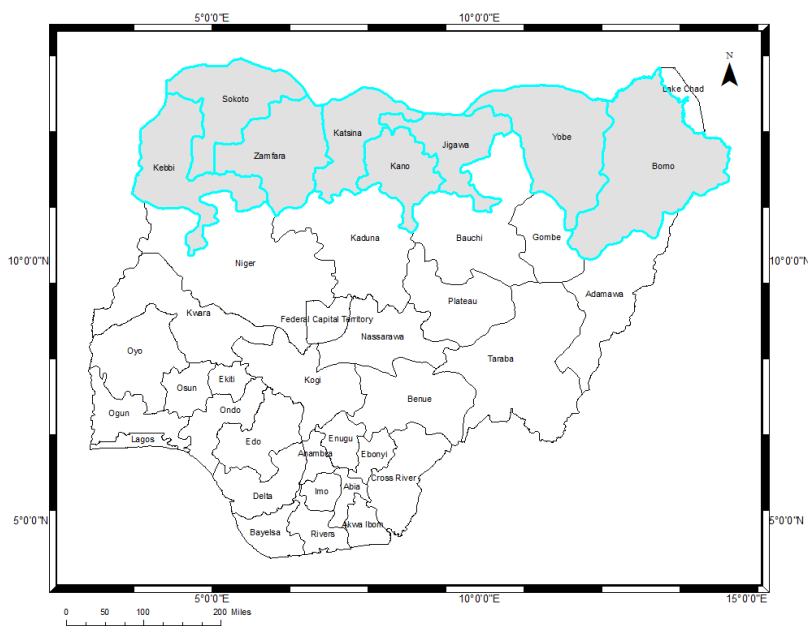 5°0'0"E 10°0'0"E
N
Lake Chad
Sokoto
Katsina
Yobe
Jigawa
Zamfara
Kebbi
Kano
Borno
Kaduna
Bauchi
Gombe
10°0'0"N
Niger
10°0'0"N
Adamawa
Plateau
Kwara
Federal Capital Territory
Nassarawa
Oyo
Taraba
Osun
Ekiti
Kogi
Benue
Ogun
Ondo
Lagos
Edo
Enugu
Anambra
Ebonyi
Cross River
Abia
Imo
Delta
5°0'0"N
5°0'0"N
Akwa Ibom
Bayelsa
Rivers
5°0'0"E 10°0'0"E 15°0'0"E
0 50 100 200 Miles